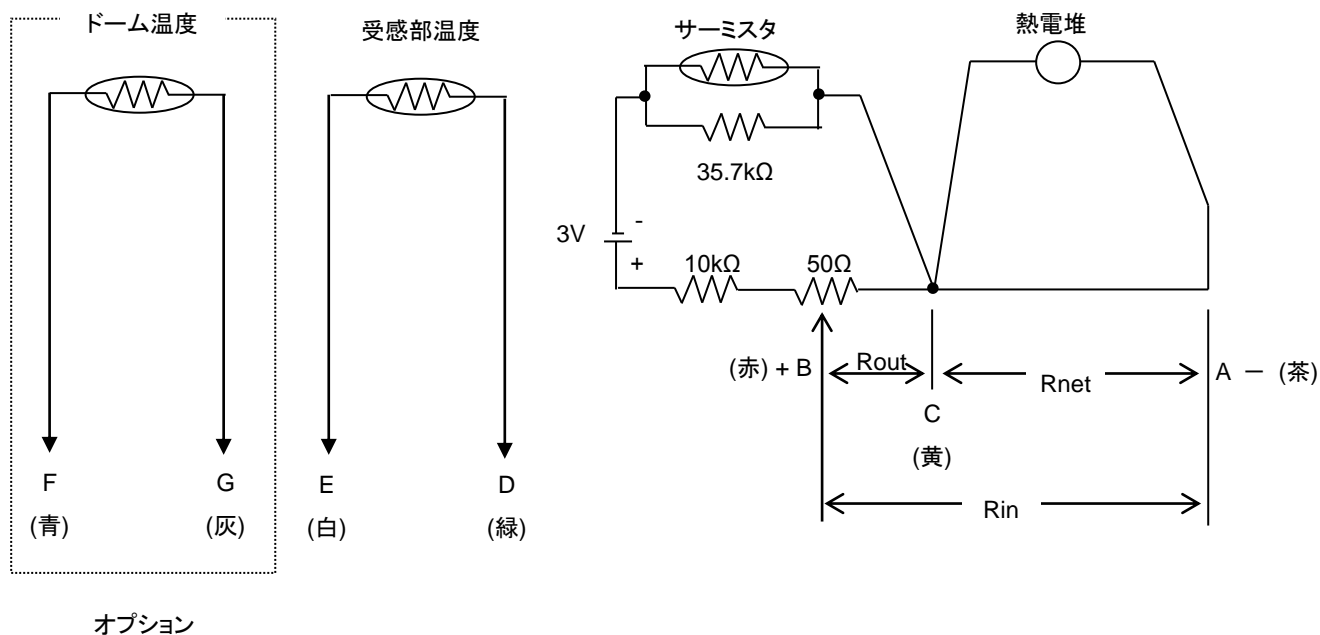 ドーム温度
受感部温度
サーミスタ
熱電堆
35.7kΩ
3V
-
+
10kΩ
50Ω
(赤) + B
Rout
Rnet
A － (茶)
C
(黄)
Rin
F
(青)
G
(灰)
E
(白)
D
(緑)
オプション